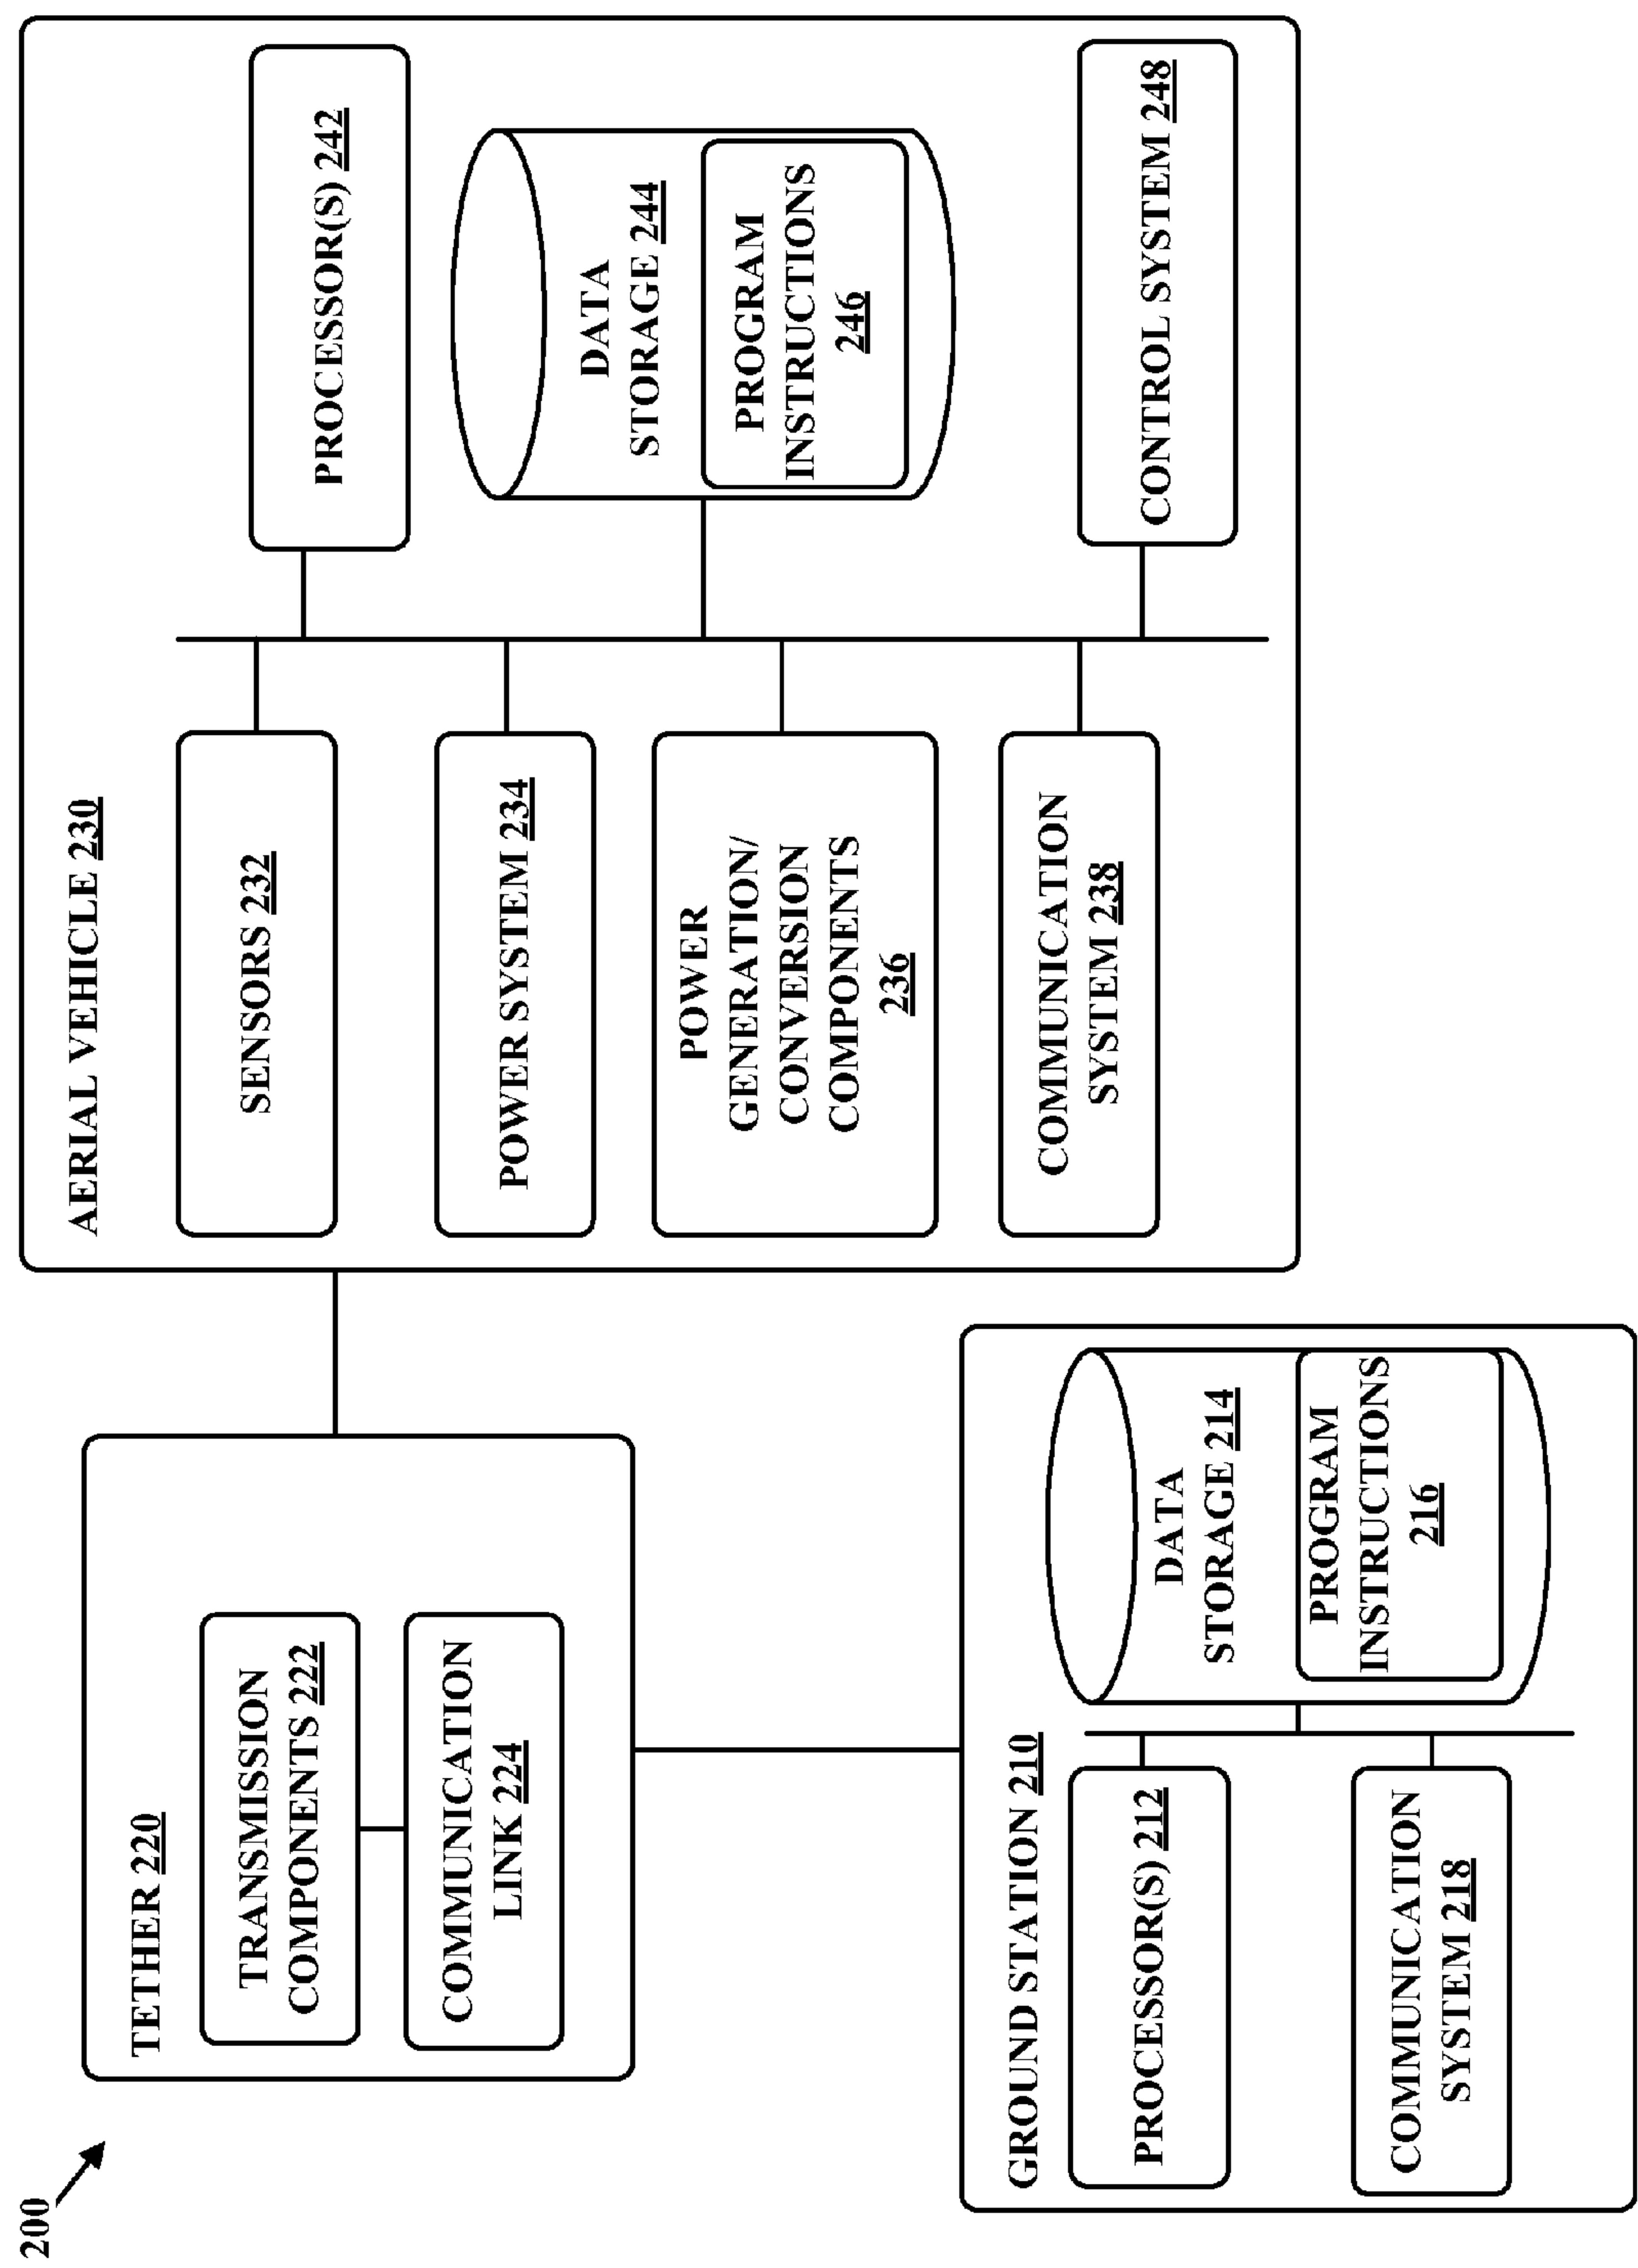 200
TETHER 220
TRANSMISSION
COMPONENTS 222
COMMUNICATION
LINK 224
AERIAL VEHICLE 230
SENSORS 232
POWER SYSTEM 234
POWER
GENERATION/
CONVERSION
COMPONENTS
236
COMMUNICATION
SYSTEM 238
PROCESSOR(S) 242
DATA
STORAGE 244
PROGRAM
INSTRUCTIONS
246
CONTROL SYSTEM 248
GROUND STATION 210
PROCESSOR(S) 212
COMMUNICATION
SYSTEM 218
DATA
STORAGE 214
PROGRAM
INSTRUCTIONS
216